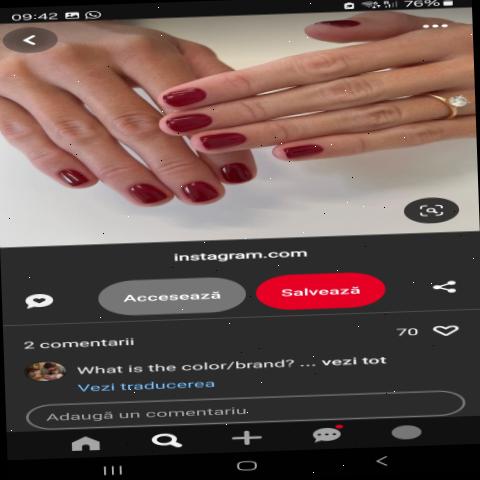 09:42
76%
instagram.com
Accesează
Salvează
2 comentarii
70
What is the color/brand? ... vezi tot
Vezi traducerea
Adaugă un comentariu.